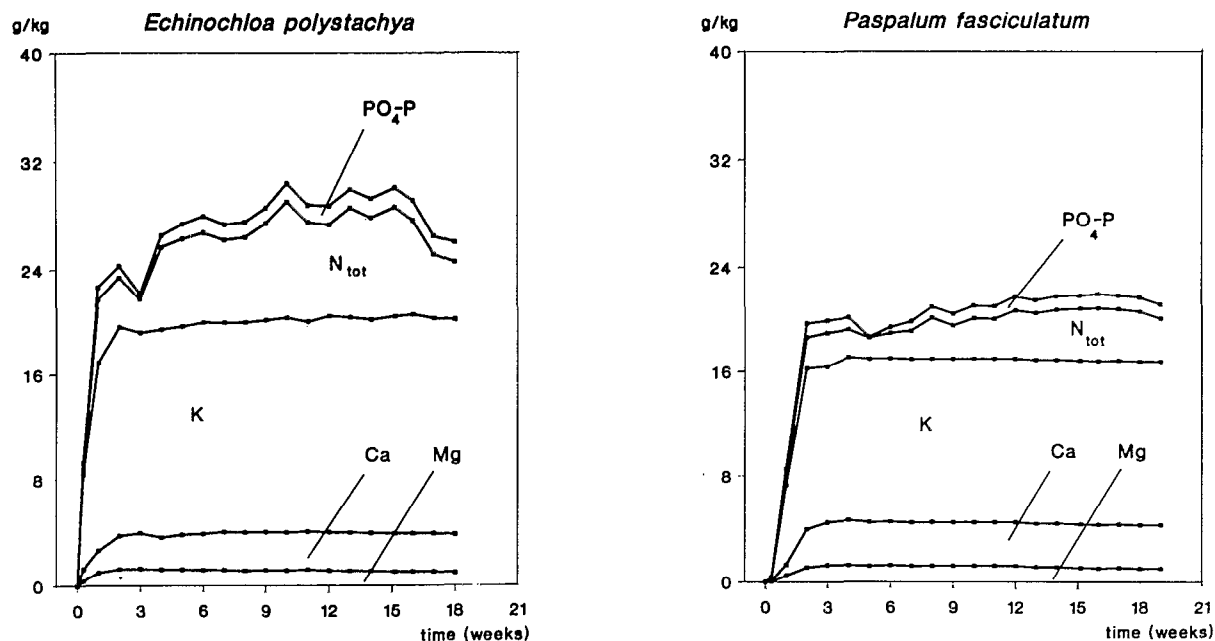 g/kg
Echinochloa polystachya
40
32
24
16
8
0
PO4-P
Ntot
K
Ca
Mg
0 3 6 9 12 15 18 21
time (weeks)
g/kg
Paspalum fasciculatum
40
32
24
16
8
0
PO4-P
Ntot
K
Ca
Mg
0 3 6 9 12 15 18 21
time (weeks)